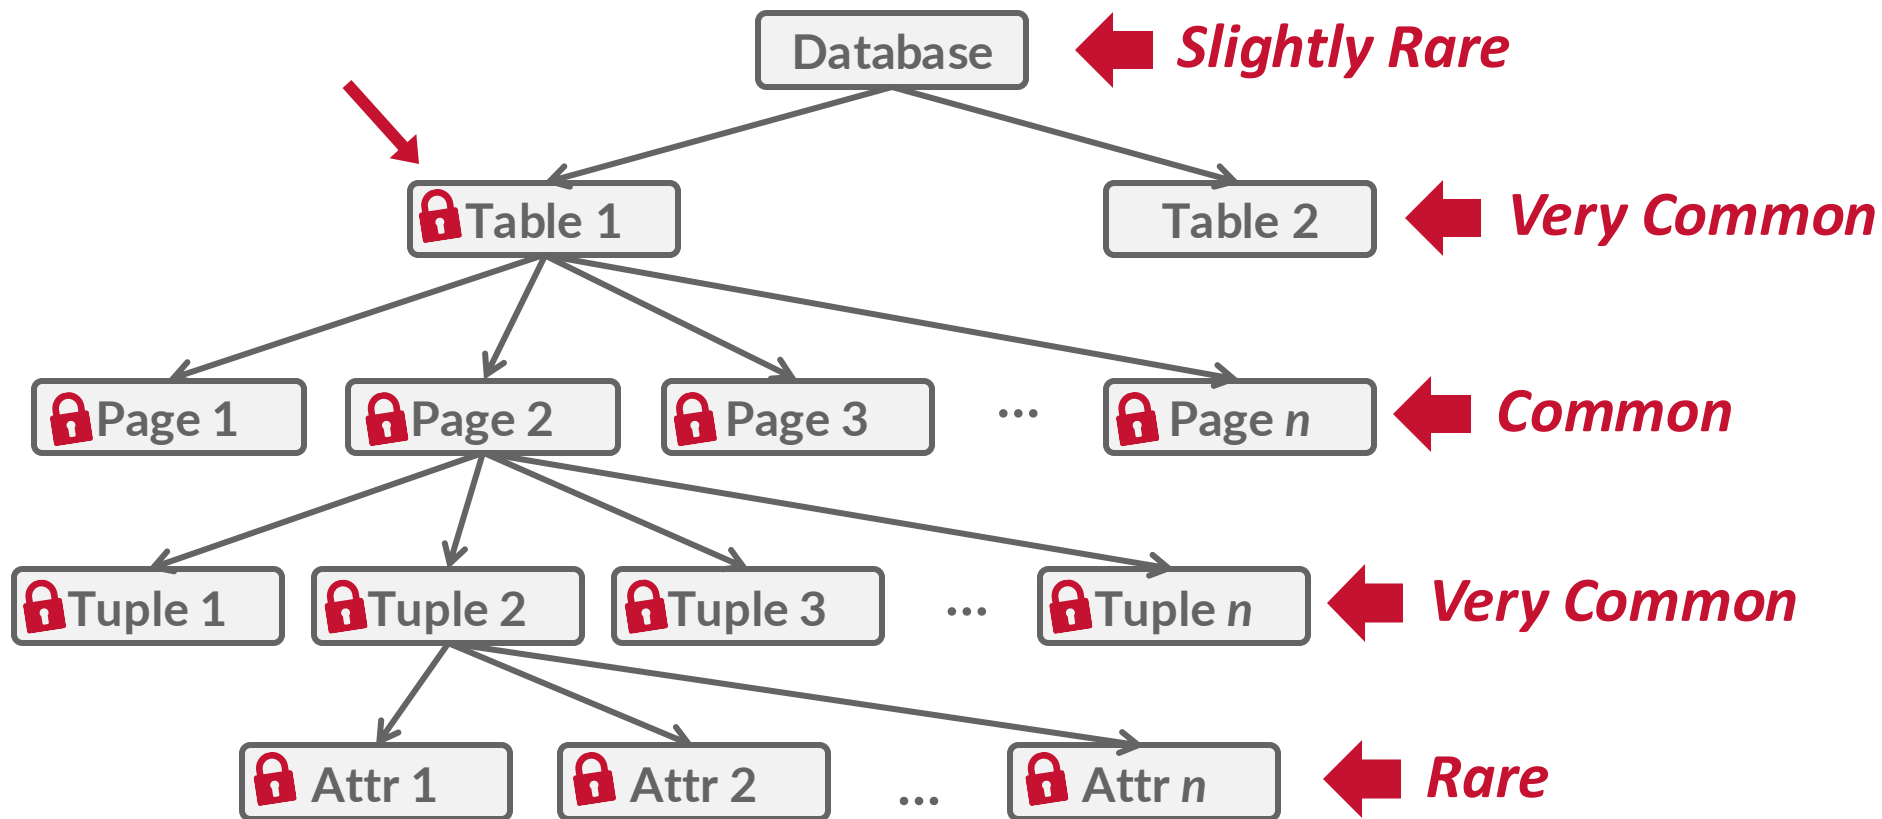 Database
Slightly Rare
Table 1
Table 2
Very Common
Page 1
Page 2
Page 3
...
Page n
Common
Tuple 1
Tuple 2
Tuple 3
...
Tuple n
Very Common
Attr 1
Attr 2
...
Attr n
Rare